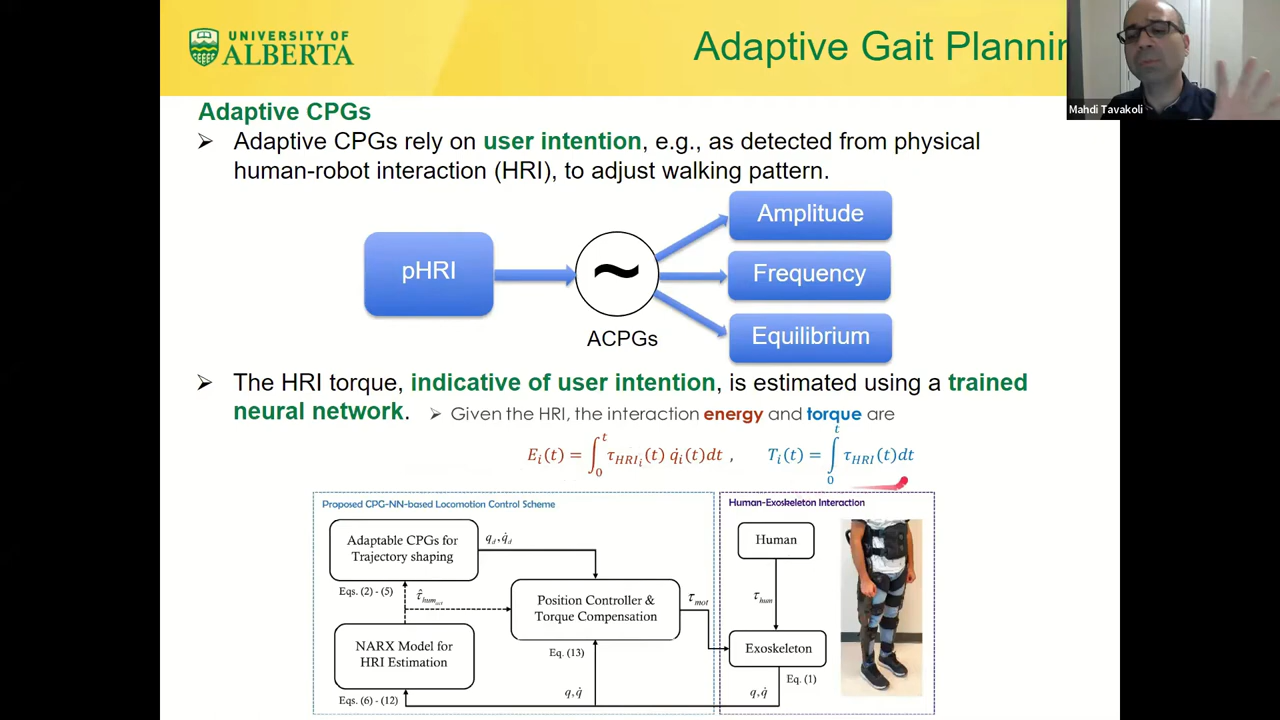 UNIVERSITY OF
ALBERTA
Adaptive Gait Plannin
Mahdi Tavakoli
Adaptive CPGs
➢ Adaptive CPGs rely on user intention, e.g., as detected from physical
human-robot interaction (HRI), to adjust walking pattern.
pHRI
~
ACPGs
Amplitude
Frequency
Equilibrium
➢ The HRI torque, indicative of user intention, is estimated using a trained
neural network. ➢ Given the HRI, the interaction energy and torque are
E_i(t) = ∫_0^t τ_{HRI_i}(t) q̇_i(t)dt , T_i(t) = ∫_0^t τ_{HRI}(t)dt
Proposed CPG-NN-based Locomotion Control Scheme
Adaptable CPGs for
Trajectory shaping
Eqs. (2) - (5)
q_d, q̇_d
NARX Model for
HRI Estimation
Eqs. (6) - (12)
Position Controller &
Torque Compensation
Eq. (13)
q, q̇
τ_mot
Human-Exoskeleton Interaction
Human
τ_hum
Exoskeleton
Eq. (1)
q, q̇